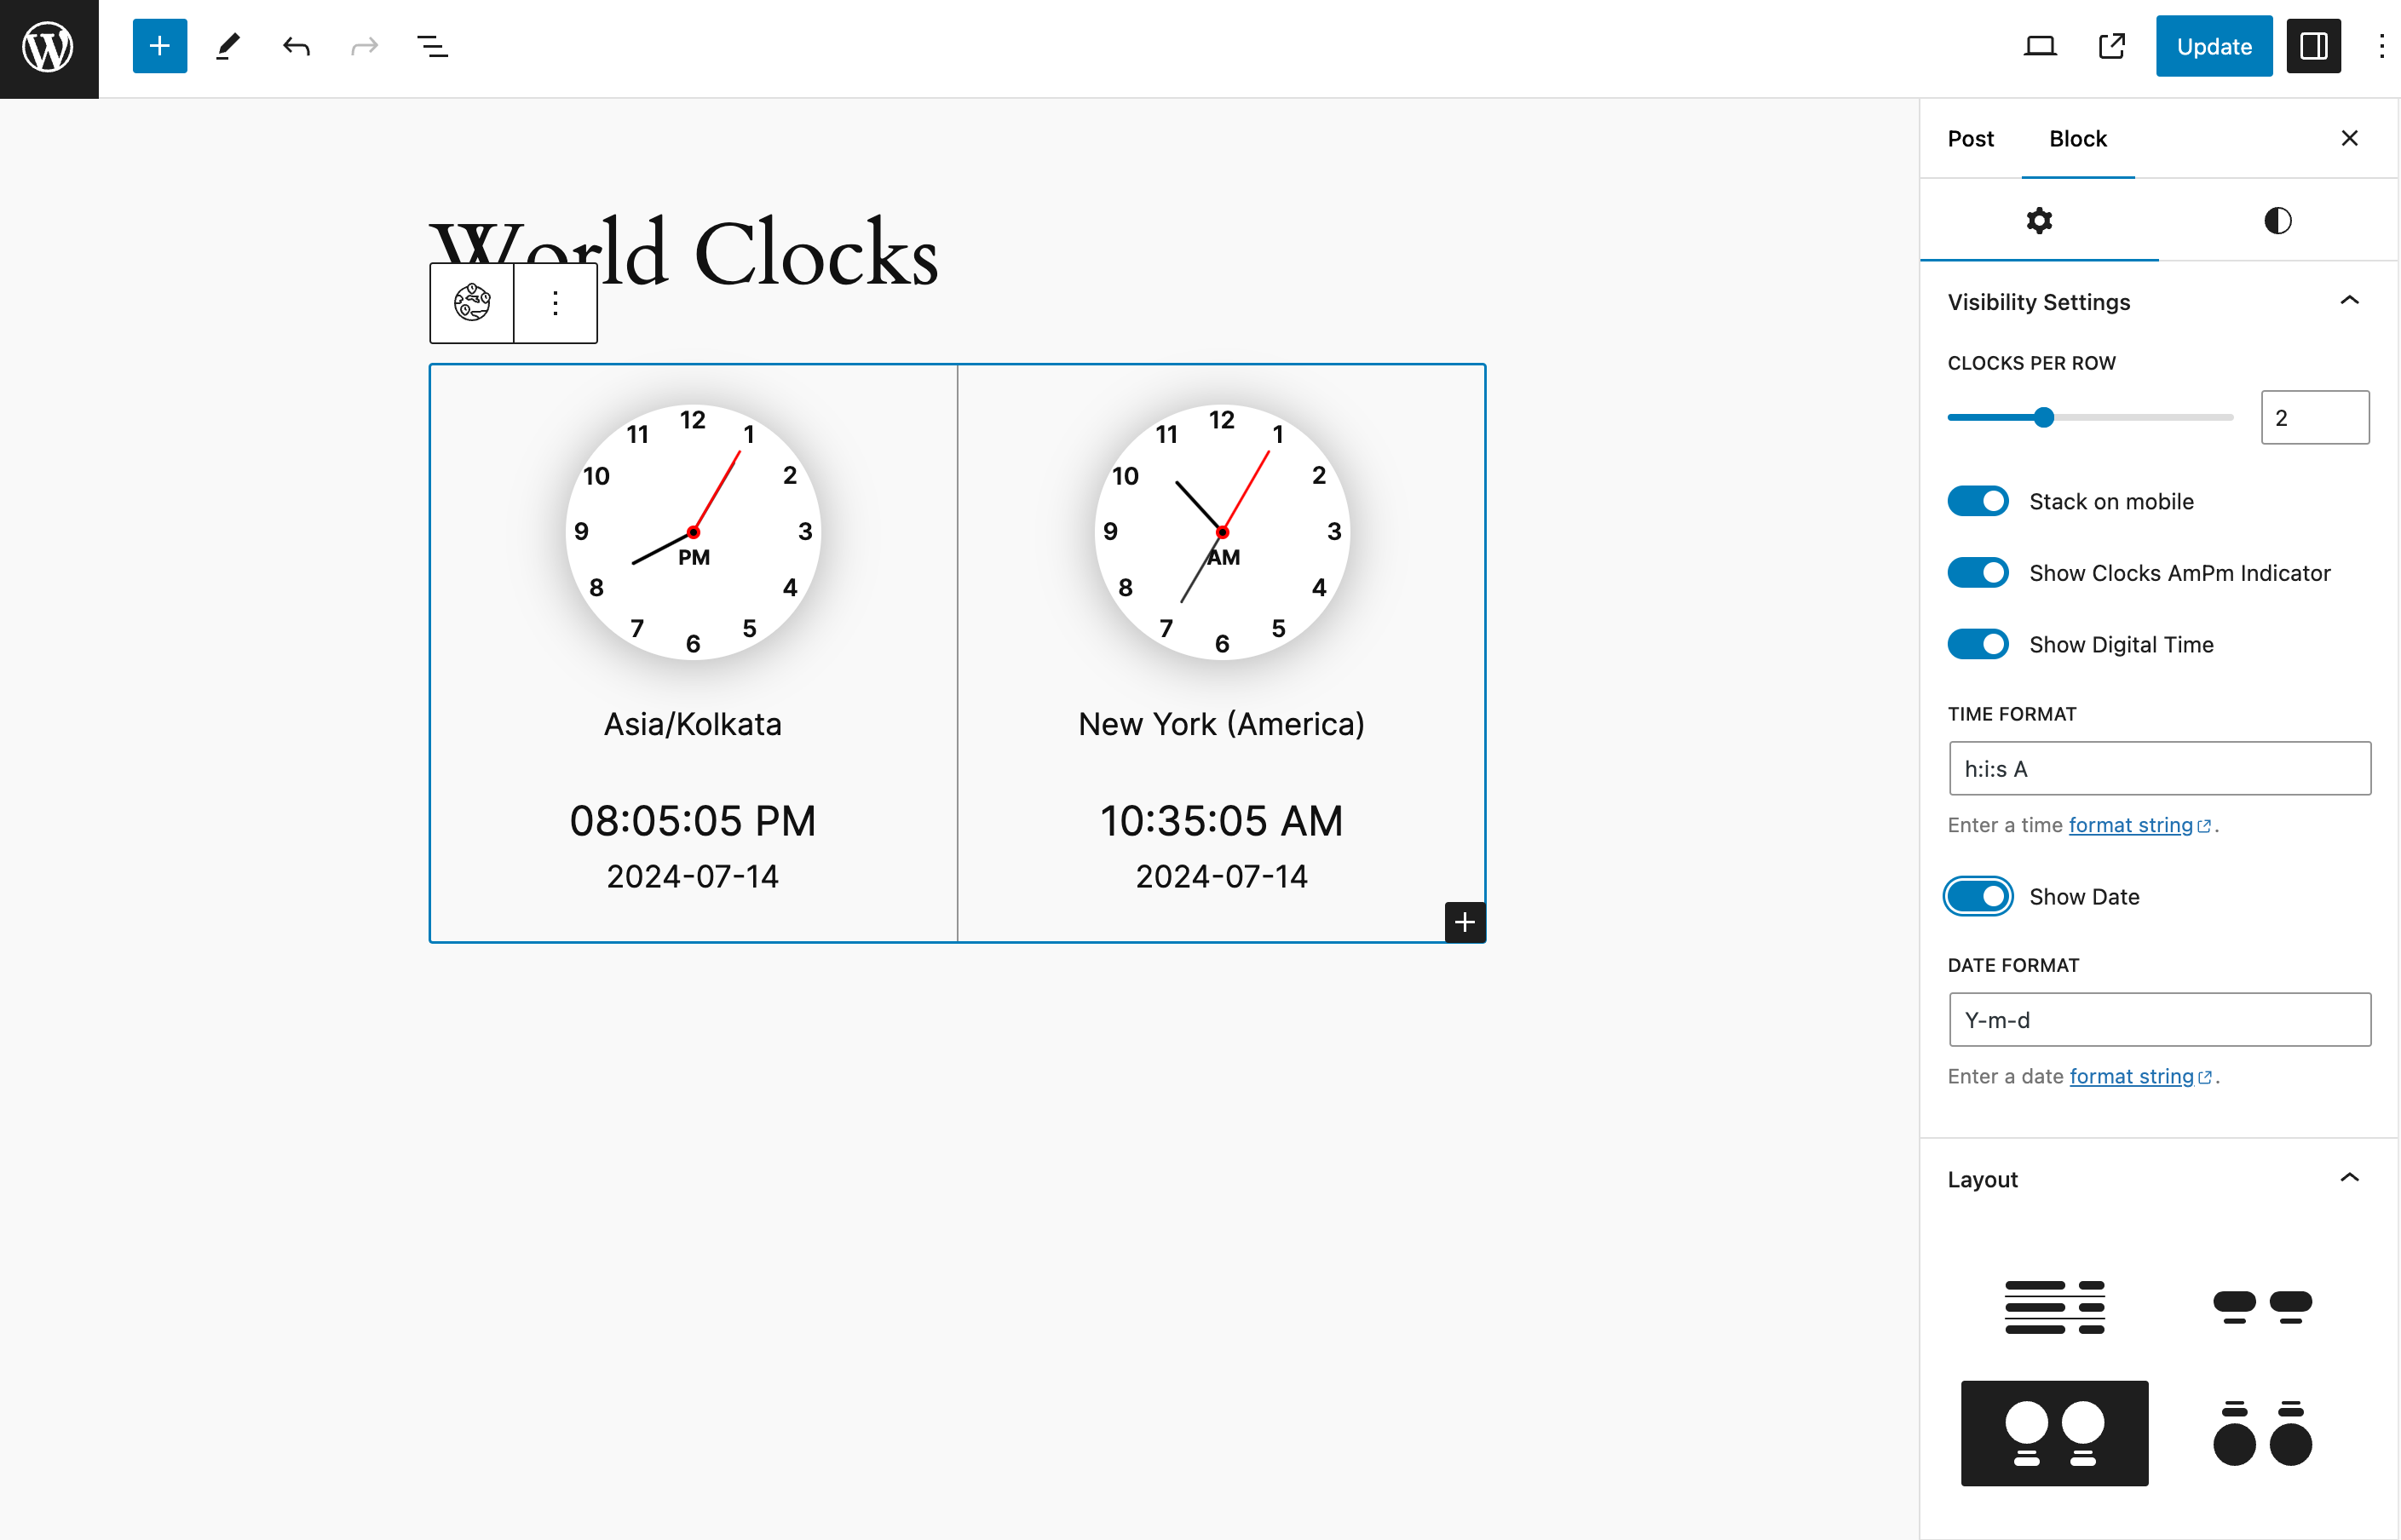 Update
Post
Block
World Clocks
12
11
1
10
2
9
3
PM
8
4
7
5
6
Asia/Kolkata
08:05:05 PM
2024-07-14
12
11
1
10
2
9
3
AM
8
4
7
5
6
New York (America)
10:35:05 AM
2024-07-14
Visibility Settings
CLOCKS PER ROW
2
Stack on mobile
Show Clocks AmPm Indicator
Show Digital Time
TIME FORMAT
h:i:s A
Enter a time format string.
Show Date
DATE FORMAT
Y-m-d
Enter a date format string.
Layout